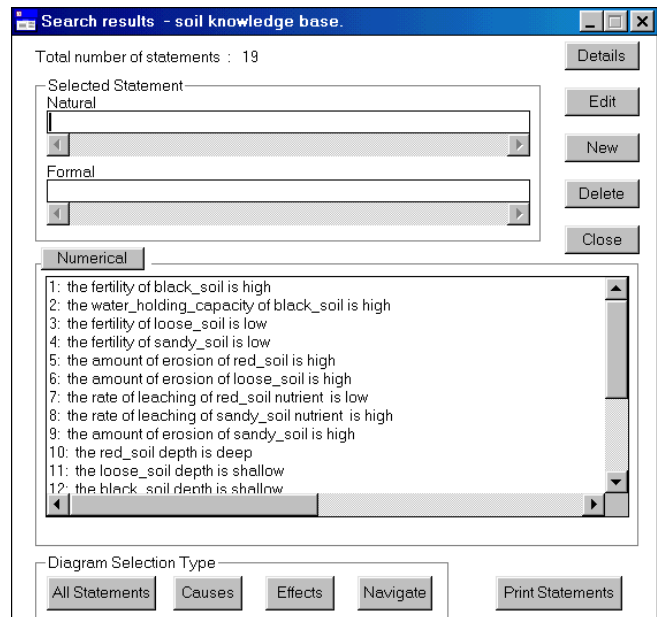 Search results - soil knowledge base.
Total number of statements : 19
Details
Selected Statement
Natural
Edit
New
Formal
Delete
Close
Numerical
1: the fertility of black_soil is high
2: the water_holding_capacity of black_soil is high
3: the fertility of loose_soil is low
4: the fertility of sandy_soil is low
5: the amount of erosion of red_soil is high
6: the amount of erosion of loose_soil is high
7: the rate of leaching of red_soil nutrient is low
8: the rate of leaching of sandy_soil nutrient is high
9: the amount of erosion of sandy_soil is high
10: the red_soil depth is deep
11: the loose_soil depth is shallow
12: the black_soil depth is shallow
Diagram Selection Type
All Statements Causes Effects Navigate Print Statements